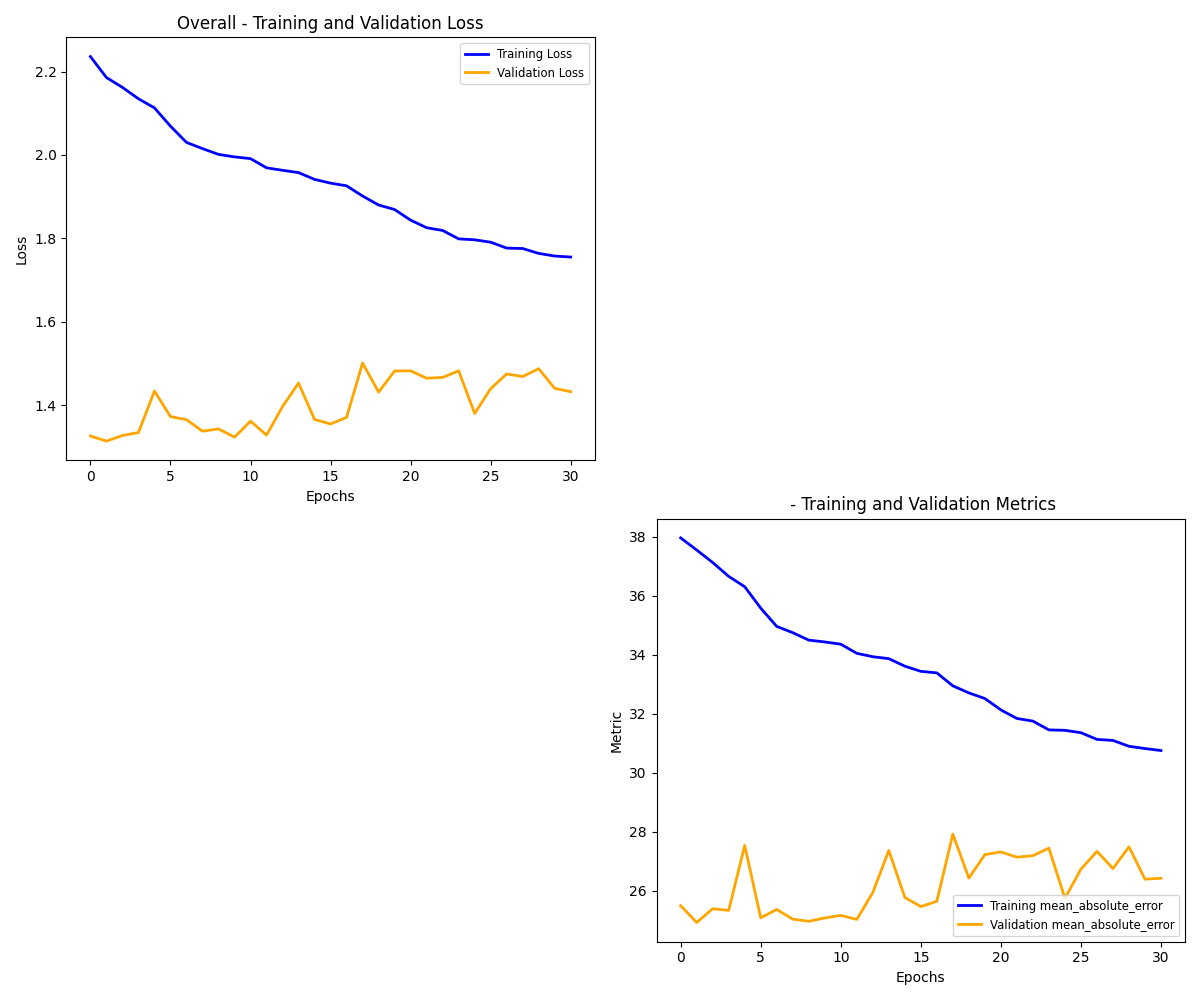 Overall - Training and Validation Loss
Training Loss
Validation Loss
2.2
2.0
1.8
1.6
1.4
Loss
0 5 10 15 20 25 30
Epochs
- Training and Validation Metrics
38
36
34
32
30
28
26
Metric
Training mean_absolute_error
Validation mean_absolute_error
0 5 10 15 20 25 30
Epochs